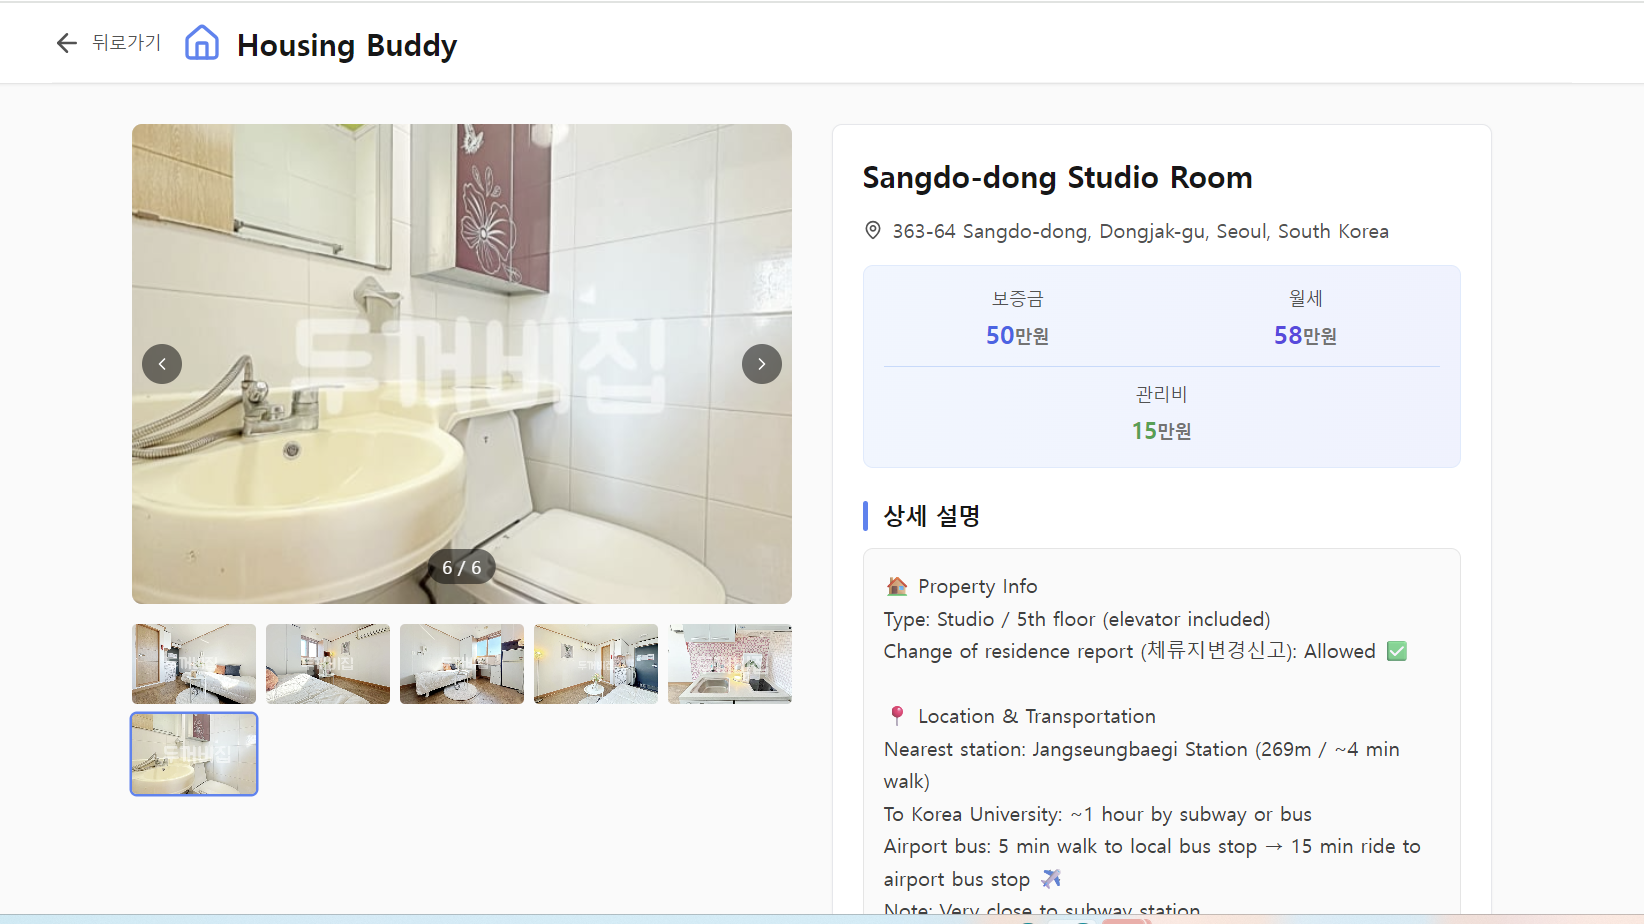 뒤로가기
Housing Buddy
두꺼비집
6 / 6
Sangdo-dong Studio Room
363-64 Sangdo-dong, Dongjak-gu, Seoul, South Korea
보증금
월세
50만원
58만원
관리비
15만원
상세 설명
🏠 Property Info
Type: Studio / 5th floor (elevator included)
Change of residence report (체류지변경신고): Allowed ✅
📍 Location & Transportation
Nearest station: Jangseungbaegi Station (269m / ~4 min
walk)
To Korea University: ~1 hour by subway or bus
Airport bus: 5 min walk to local bus stop → 15 min ride to
airport bus stop ✈️
Note: Very close to subway station